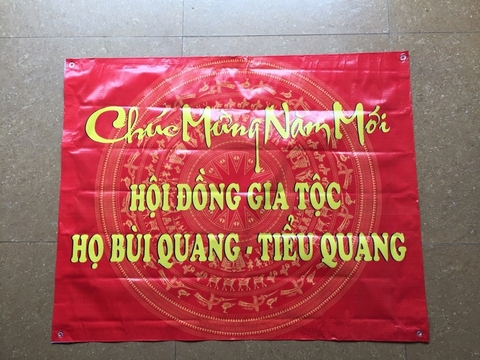 Chúc Mừng Năm Mới
HỘI ĐỒNG GIA TỘC
HỌ BÙI QUANG - TIỂU QUANG